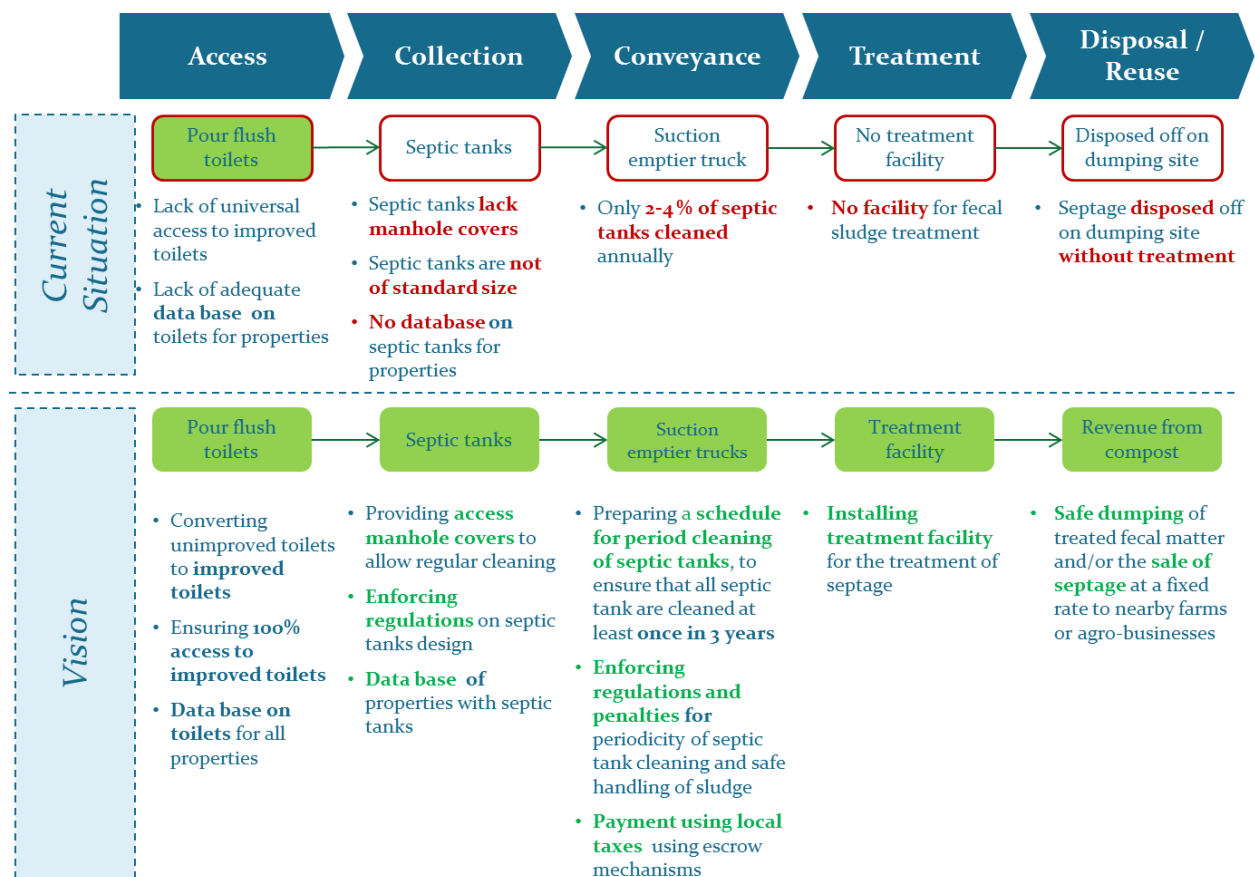 Access
Collection
Conveyance
Treatment
Disposal /
Reuse
Current
Situation
Pour flush
toilets
Septic tanks
Suction
emptier truck
No treatment
facility
Disposed off on
dumping site
• Lack of universal
access to improved
toilets
• Lack of adequate
data base on
toilets for properties
• Septic tanks lack
manhole covers
• Septic tanks are not
of standard size
• No database on
septic tanks for
properties
• Only 2-4% of septic
tanks cleaned
annually
• No facility for fecal
sludge treatment
• Septage disposed off
on dumping site
without treatment
Vision
Pour flush
toilets
Septic tanks
Suction
emptier trucks
Treatment
facility
Revenue from
compost
• Converting
unimproved toilets
to improved
toilets
• Ensuring 100%
access to
improved toilets
• Data base on
toilets for all
properties
• Providing access
manhole covers to
allow regular cleaning
• Enforcing
regulations on septic
tanks design
• Data base of
properties with septic
tanks
• Preparing a schedule
for period cleaning
of septic tanks, to
ensure that all septic
tank are cleaned at
least once in 3 years
• Enforcing
regulations and
penalties for
periodicity of septic
tank cleaning and safe
handling of sludge
• Payment using local
taxes using escrow
mechanisms
• Installing
treatment facility
for the treatment of
septage
• Safe dumping of
treated fecal matter
and/or the sale of
septage at a fixed
rate to nearby farms
or agro-businesses